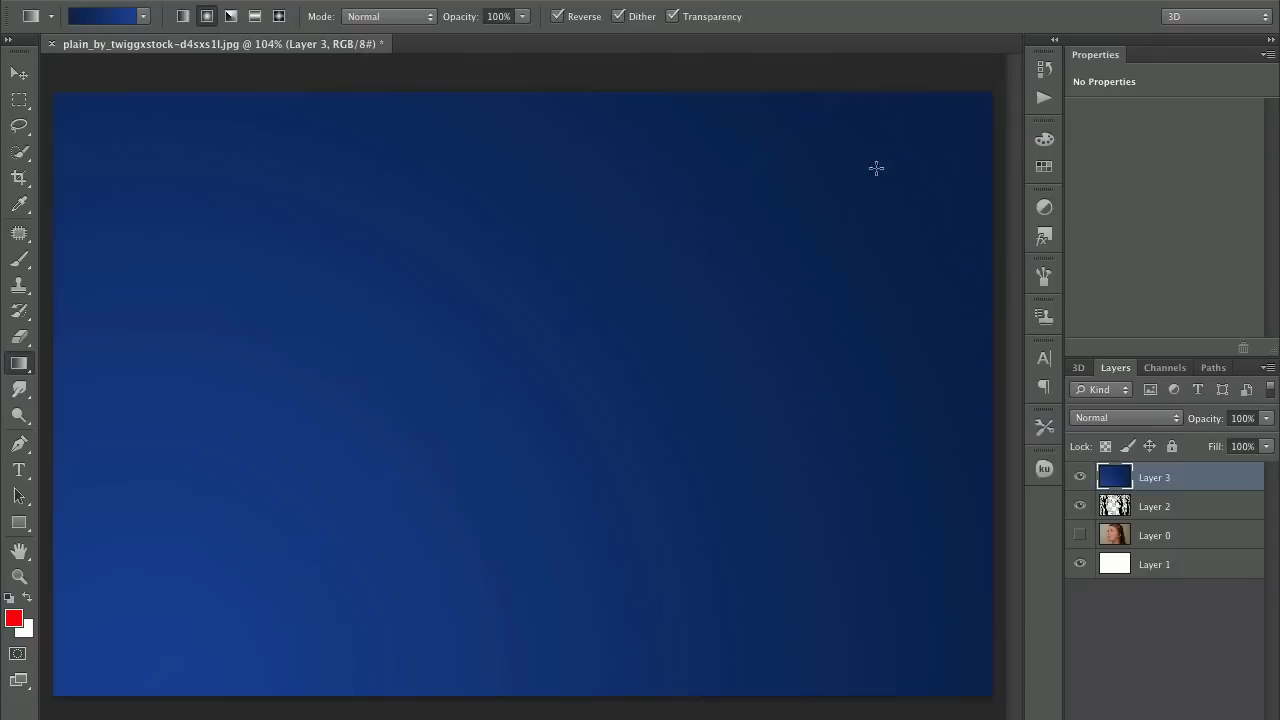 Mode: Normal Opacity: 100% Reverse Dither Transparency 3D
plain_by_twiggxstock-d4sxs1l.jpg @ 104% (Layer 3, RGB/8#) *
Properties
No Properties
3D Layers Channels Paths
Kind
Normal Opacity: 100%
Lock: Fill: 100%
Layer 3
Layer 2
Layer 0
Layer 1
ku